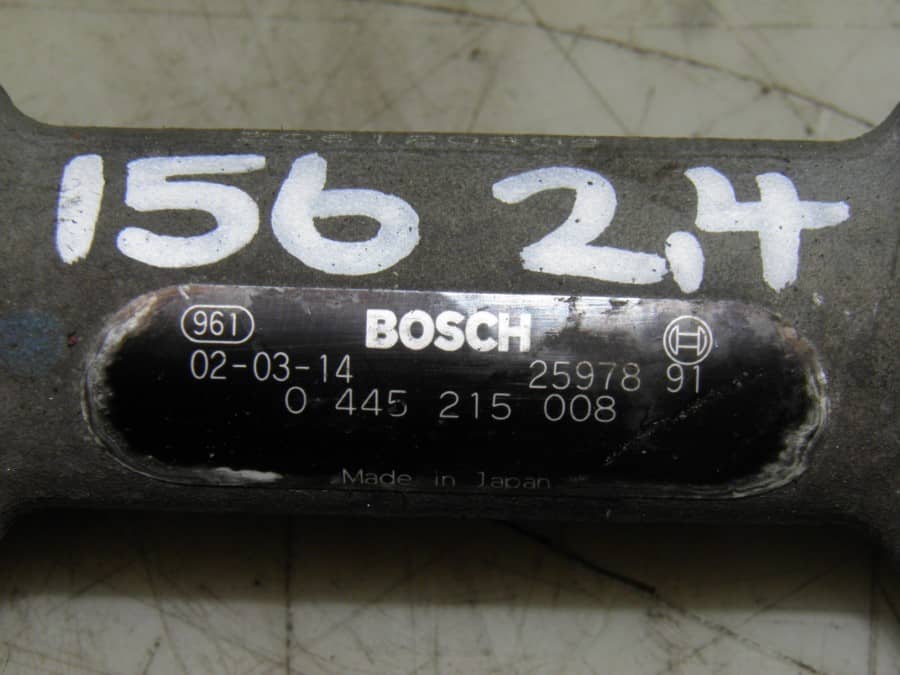 156 2.4
961 BOSCH
02-03-14 25978 91
0 445 215 008
Made in Japan